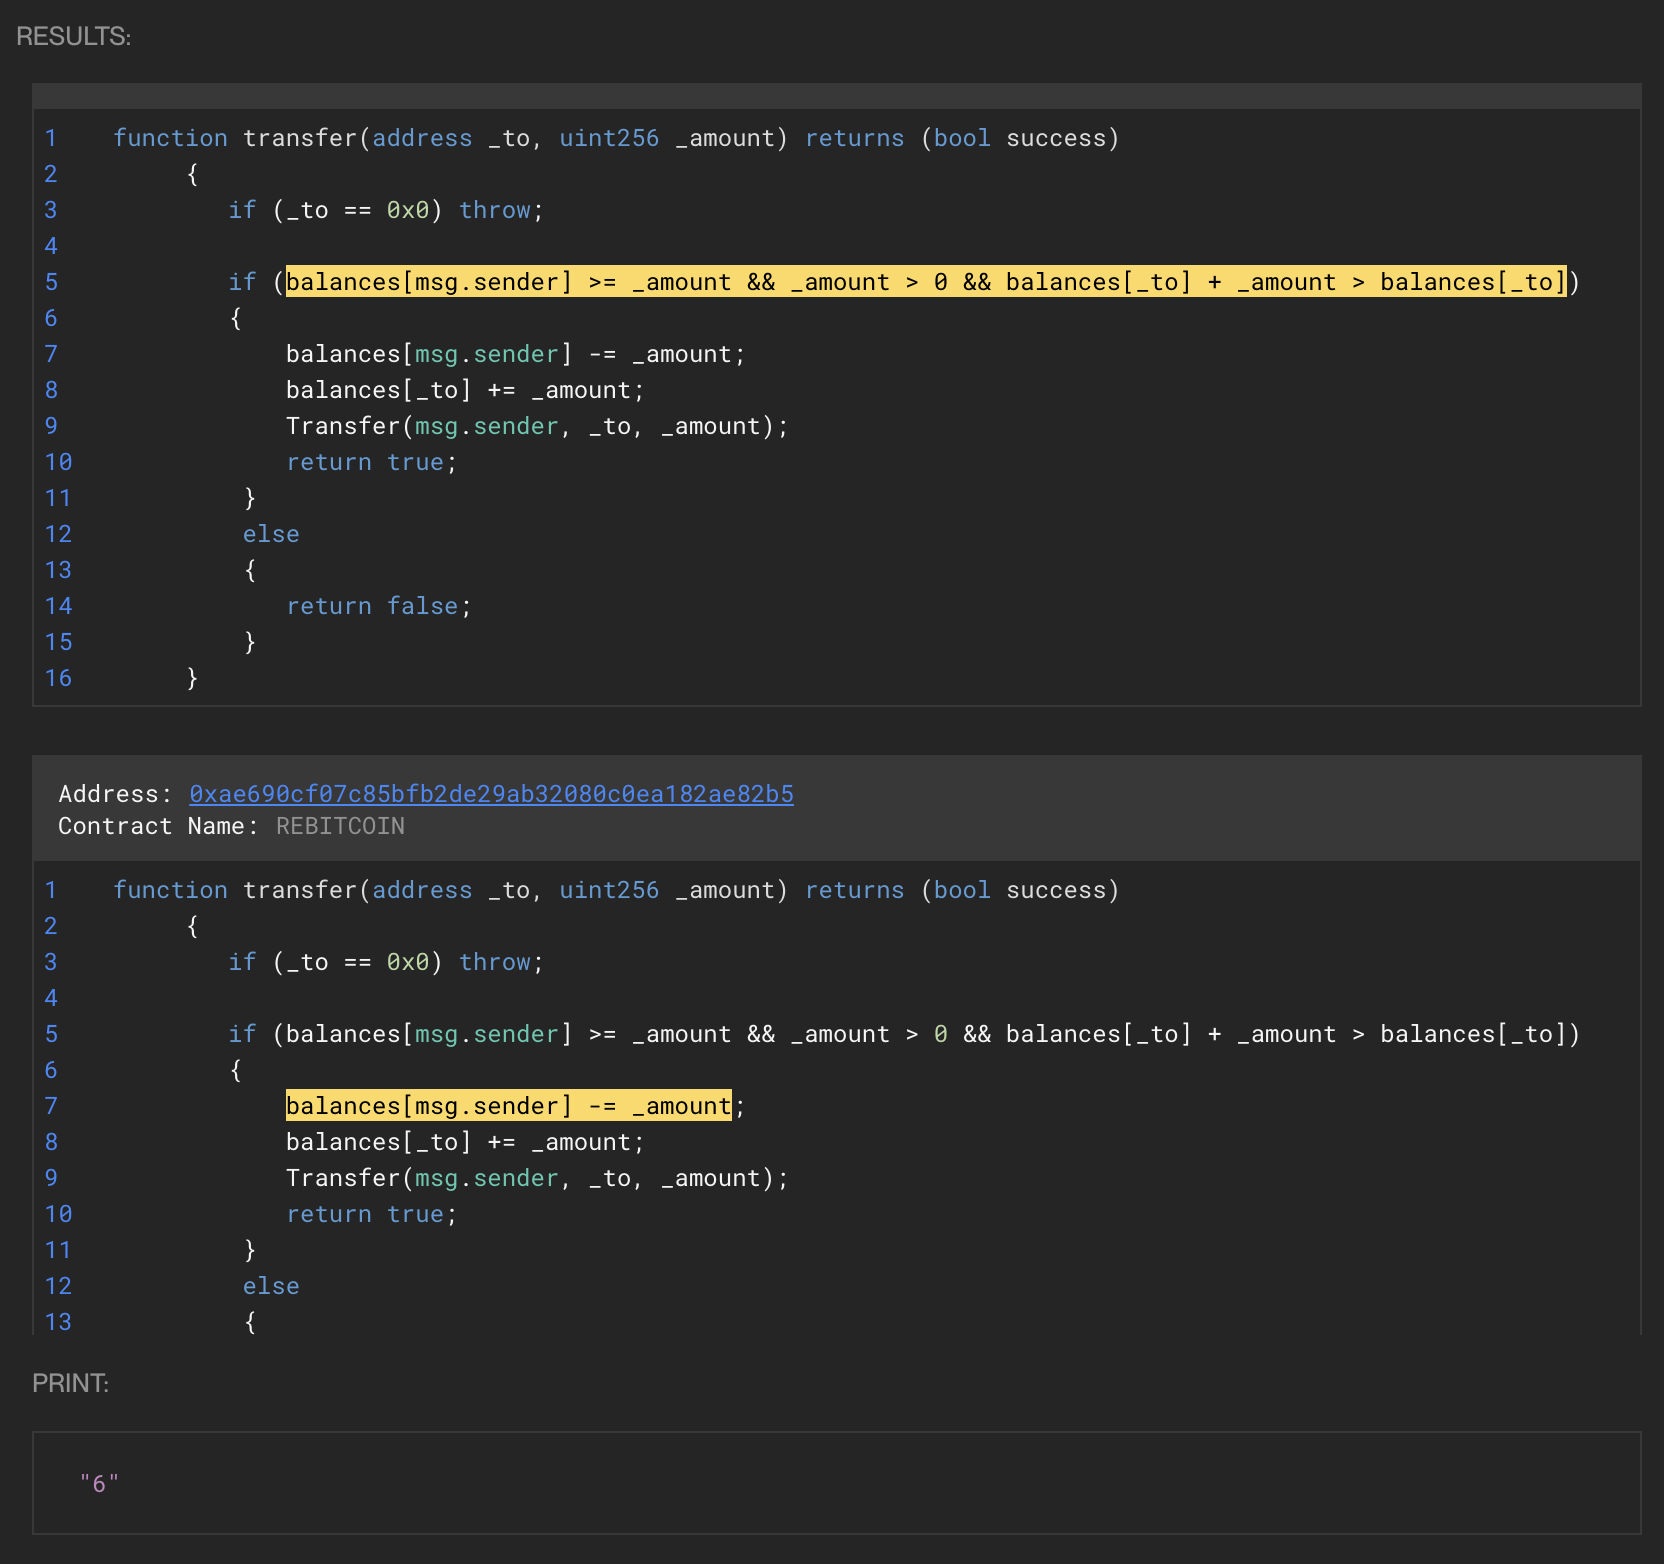 RESULTS:
1 function transfer(address _to, uint256 _amount) returns (bool success)
2 {
3 if (_to == 0x0) throw;
4
5 if (balances[msg.sender] >= _amount && _amount > 0 && balances[_to] + _amount > balances[_to])
6 {
7 balances[msg.sender] -= _amount;
8 balances[_to] += _amount;
9 Transfer(msg.sender, _to, _amount);
10 return true;
11 }
12 else
13 {
14 return false;
15 }
16 }
Address: 0xae690cf07c85bfb2de29ab32080c0ea182ae82b5
Contract Name: REBITCOIN
1 function transfer(address _to, uint256 _amount) returns (bool success)
2 {
3 if (_to == 0x0) throw;
4
5 if (balances[msg.sender] >= _amount && _amount > 0 && balances[_to] + _amount > balances[_to])
6 {
7 balances[msg.sender] -= _amount;
8 balances[_to] += _amount;
9 Transfer(msg.sender, _to, _amount);
10 return true;
11 }
12 else
13 {
PRINT:
"6"